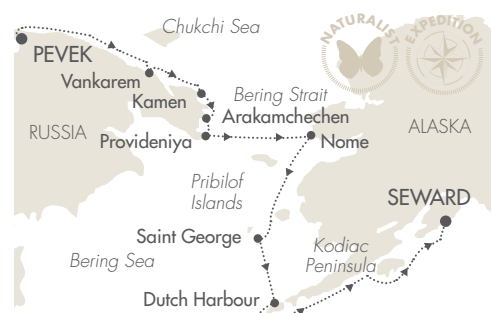 Chukchi Sea
NATURALIST
EXPEDITION
PEVEK
Vankarem
Kamen
Bering Strait
Arakamchechen
RUSSIA
ALASKA
Provideniya
Nome
Pribilof
Islands
SEWARD
Saint George
Kodiac
Peninsula
Bering Sea
Dutch Harbour